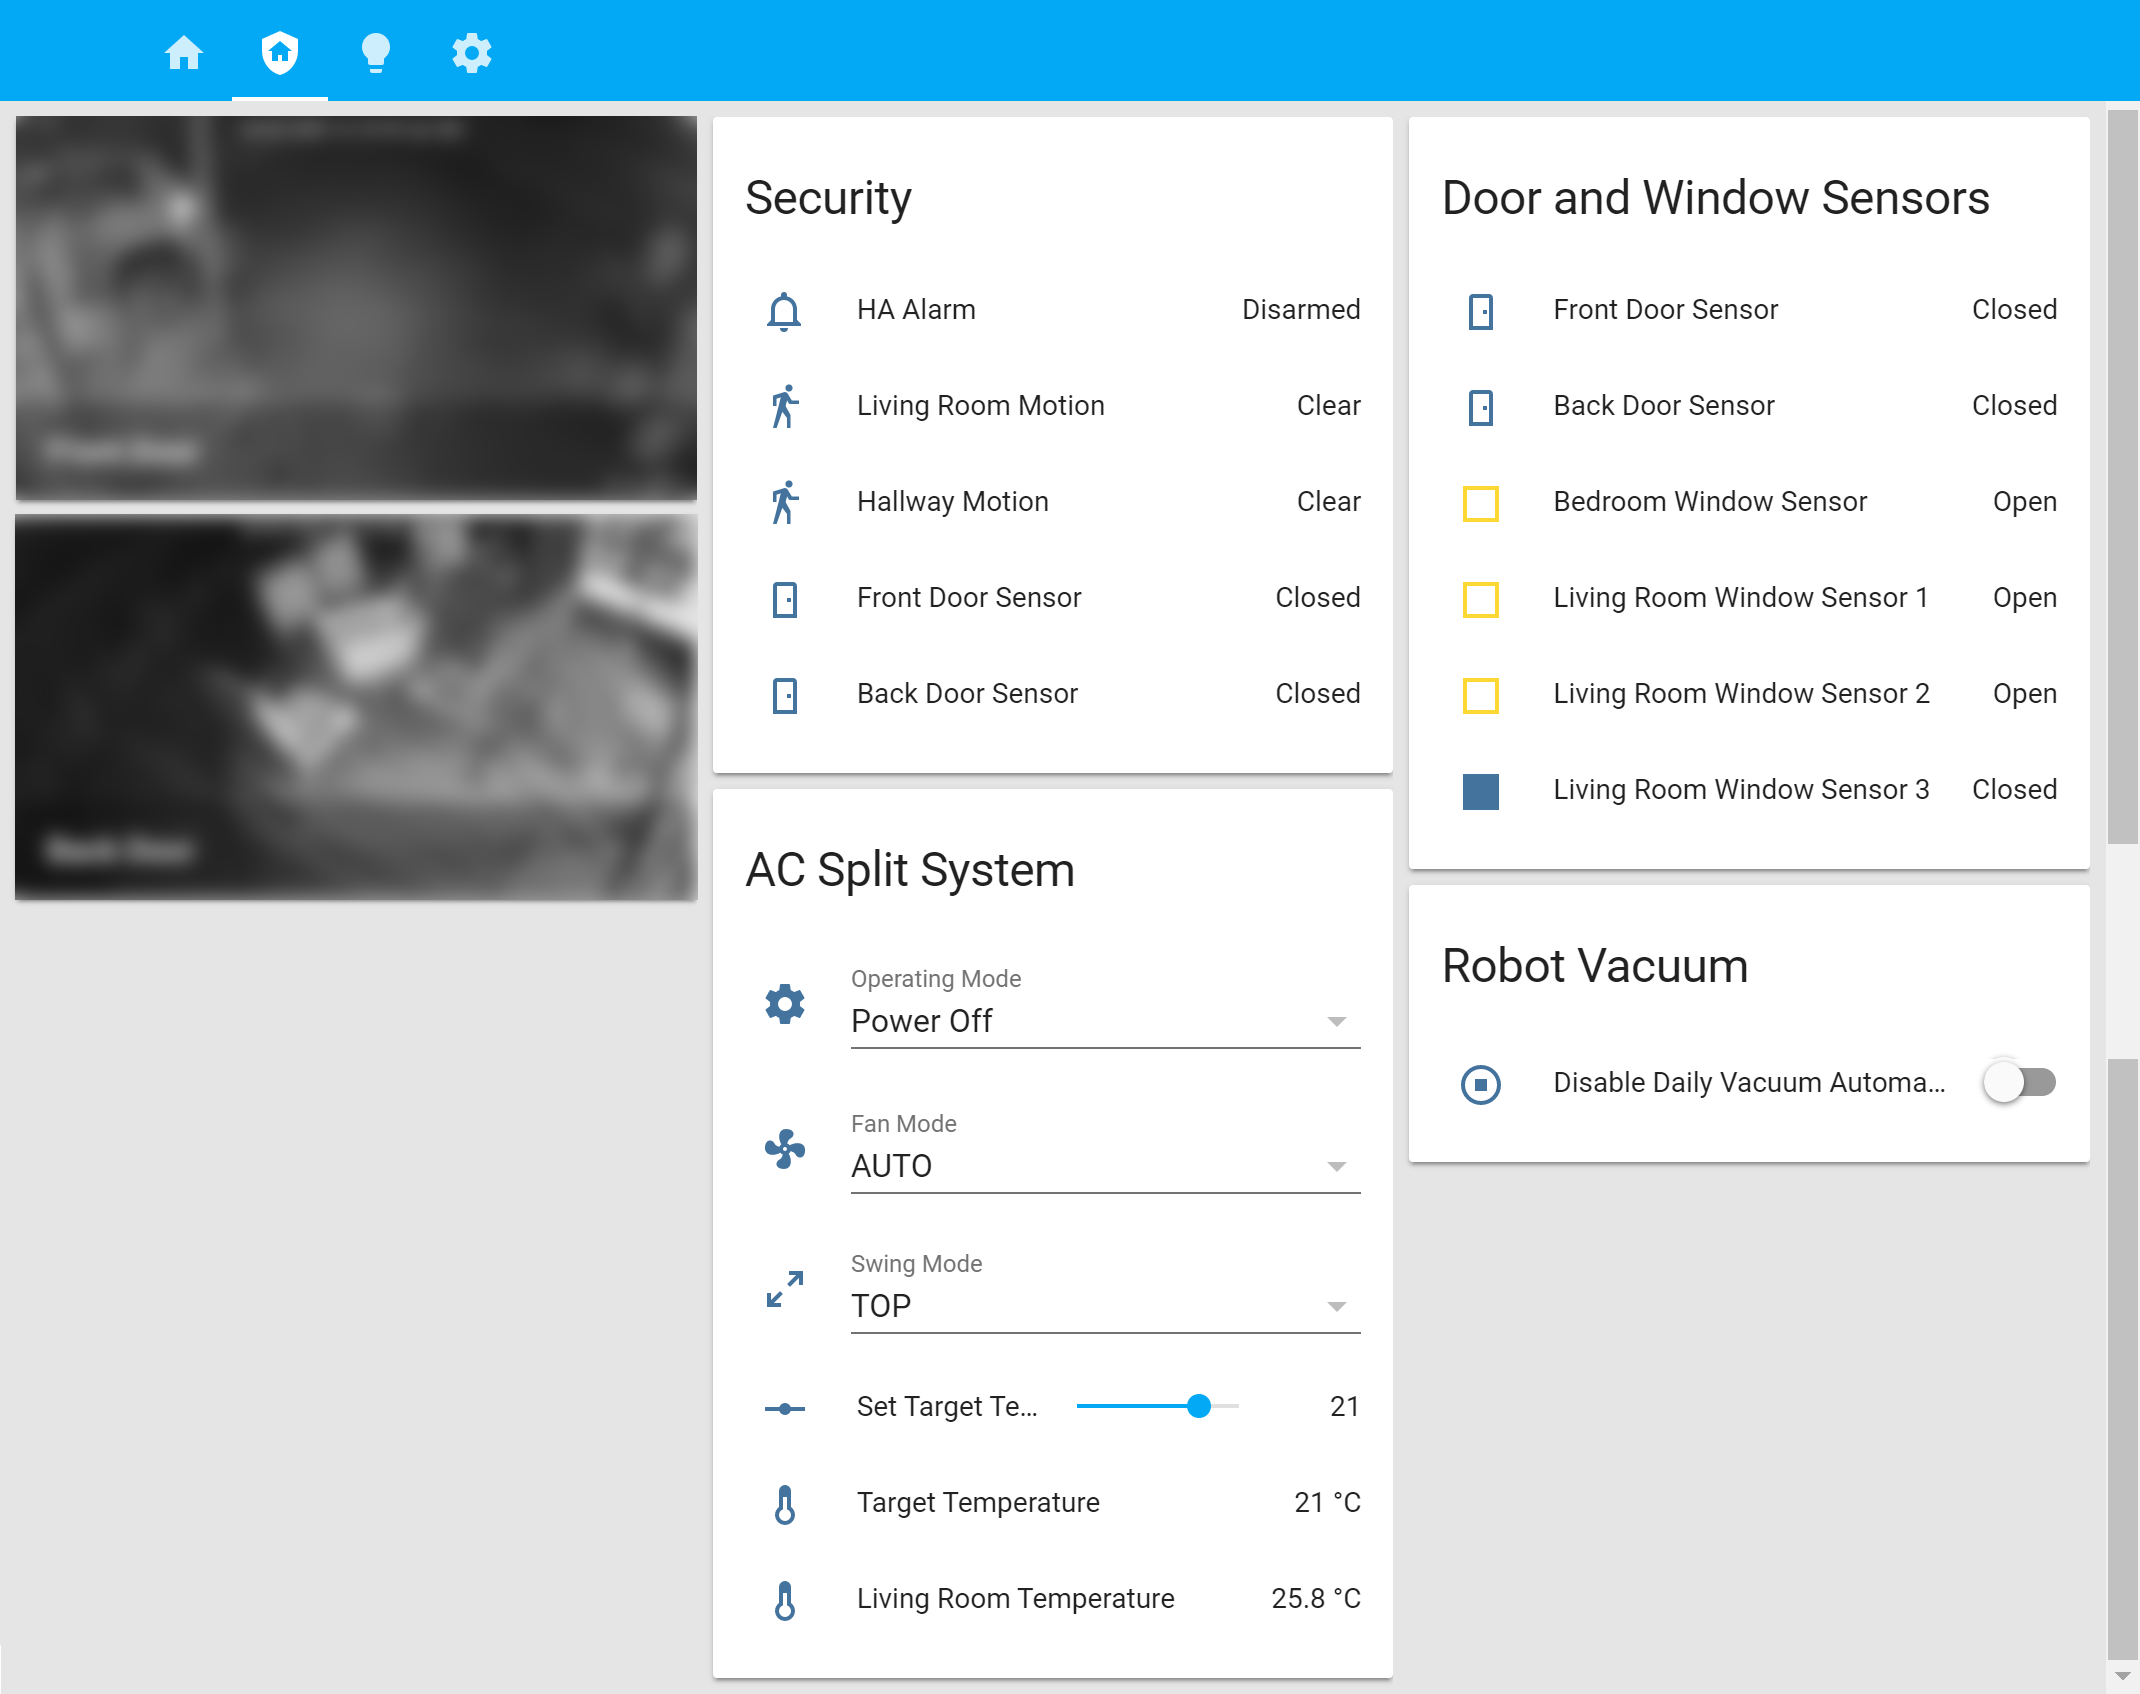 Security
HA Alarm Disarmed
Living Room Motion Clear
Hallway Motion Clear
Front Door Sensor Closed
Back Door Sensor Closed
AC Split System
Operating Mode
Power Off
Fan Mode
AUTO
Swing Mode
TOP
Set Target Te... 21
Target Temperature 21 °C
Living Room Temperature 25.8 °C
Door and Window Sensors
Front Door Sensor Closed
Back Door Sensor Closed
Bedroom Window Sensor Open
Living Room Window Sensor 1 Open
Living Room Window Sensor 2 Open
Living Room Window Sensor 3 Closed
Robot Vacuum
Disable Daily Vacuum Automa...